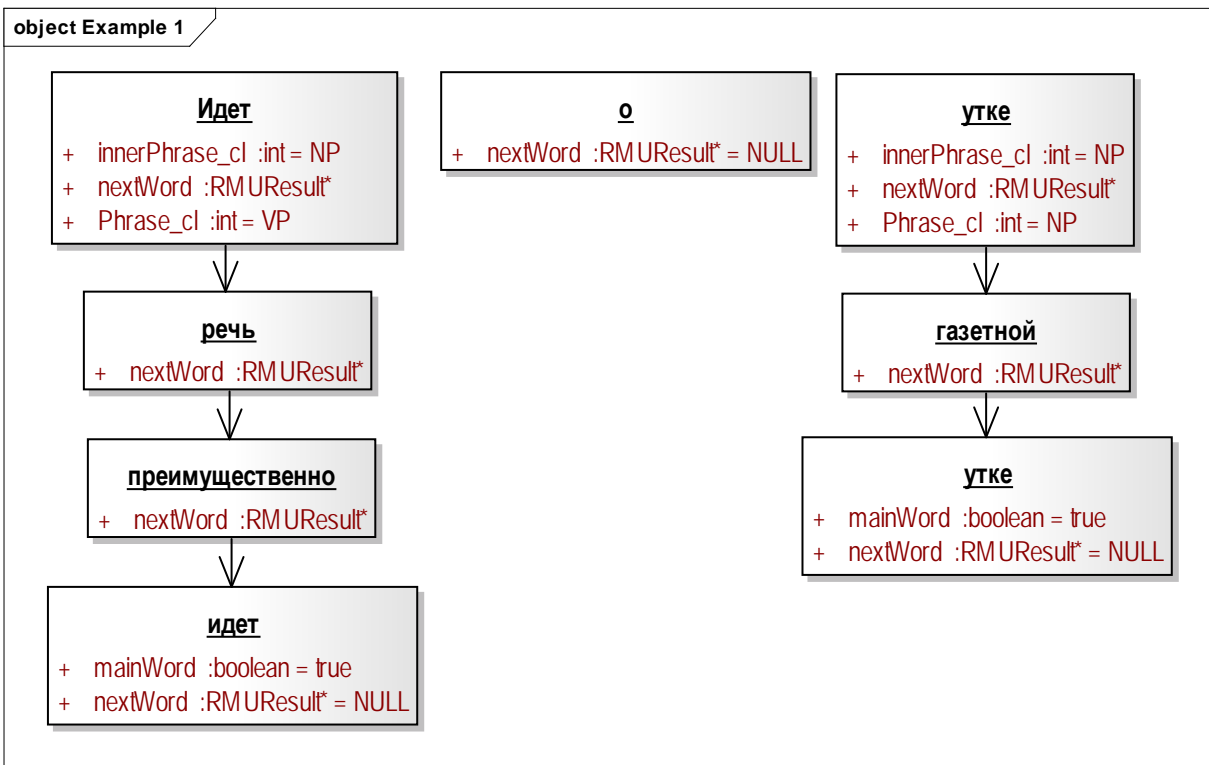 object Example 1
Идет
+ innerPhrase_cl :int = NP
+ nextWord :RMUResult*
+ Phrase_cl :int = VP
речь
+ nextWord :RMUResult*
преимущественно
+ nextWord :RMUResult*
идет
+ mainWord :boolean = true
+ nextWord :RMUResult* = NULL
о
+ nextWord :RMUResult* = NULL
утке
+ innerPhrase_cl :int = NP
+ nextWord :RMUResult*
+ Phrase_cl :int = NP
газетной
+ nextWord :RMUResult*
утке
+ mainWord :boolean = true
+ nextWord :RMUResult* = NULL